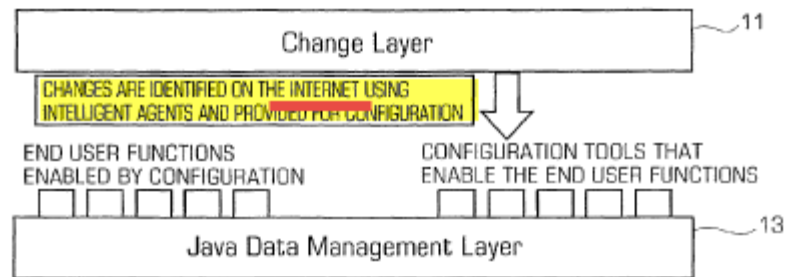 Change Layer
11
CHANGES ARE IDENTIFIED ON THE INTERNET USING
INTELLIGENT AGENTS AND PROVIDED FOR CONFIGURATION
END USER FUNCTIONS
ENABLED BY CONFIGURATION
CONFIGURATION TOOLS THAT
ENABLE THE END USER FUNCTIONS
Java Data Management Layer
13